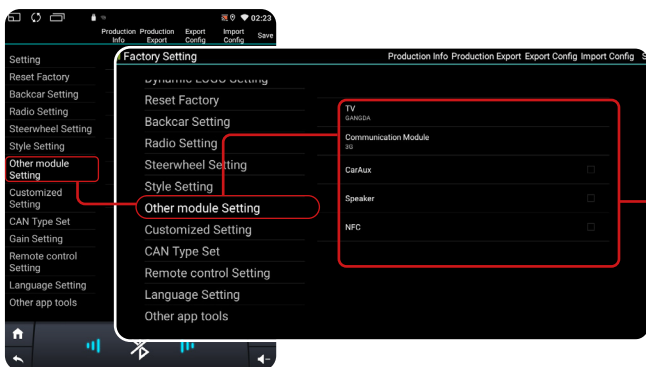 02:23
Production Info
Production Export
Export Config
Import Config
Save
Setting
Reset Factory
Backcar Setting
Radio Setting
Steerwheel Setting
Style Setting
Other module
Setting
Customized
Setting
CAN Type Set
Gain Setting
Remote control
Setting
Language Setting
Other app tools
Factory Setting
Production Info Production Export Export Config Import Config S
Dynamic LOGO Setting
Reset Factory
Backcar Setting
Radio Setting
Steerwheel Setting
Style Setting
Other module Setting
Customized Setting
CAN Type Set
Remote control Setting
Language Setting
Other app tools
TV
GANGDA
Communication Module
3G
CarAux
Speaker
NFC